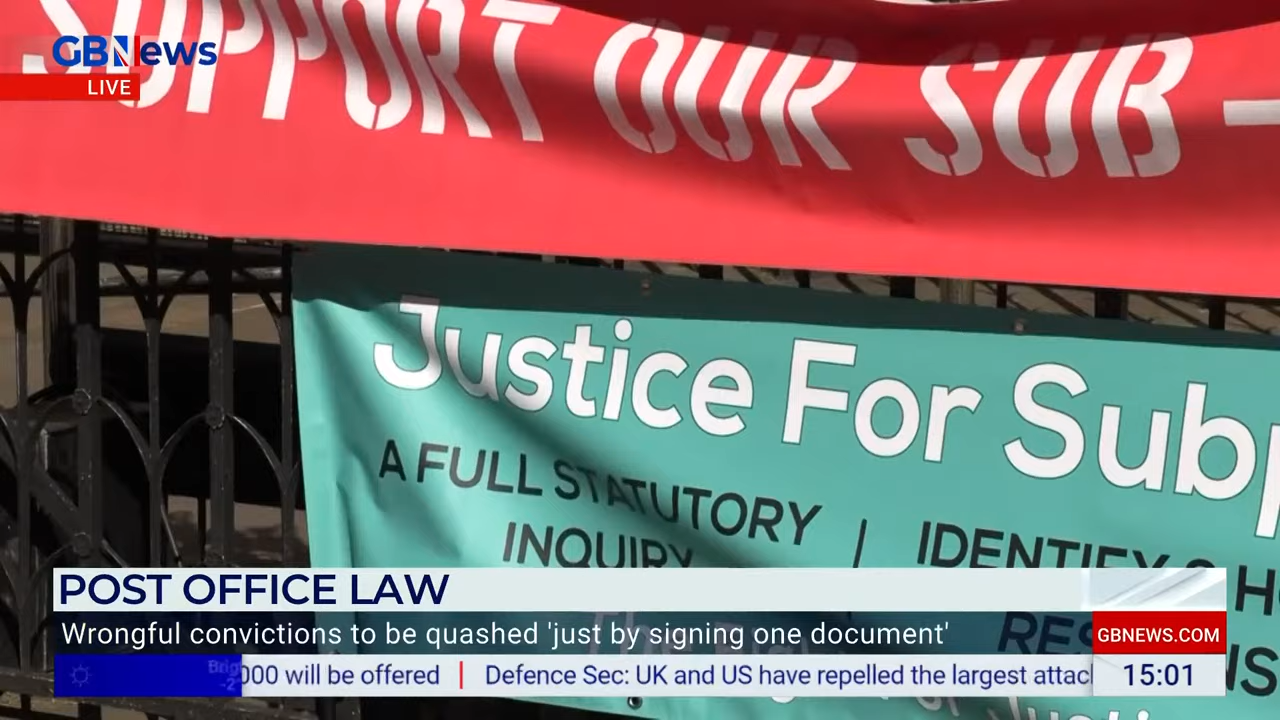 SUPPORT OUR SUB-
GBNews
LIVE
Justice For Subp
A FULL STATUTORY
INQUIRY
IDENTIFY &
POST OFFICE LAW
Wrongful convictions to be quashed 'just by signing one document'
GBNEWS.COM
000 will be offered | Defence Sec: UK and US have repelled the largest attac
15:01